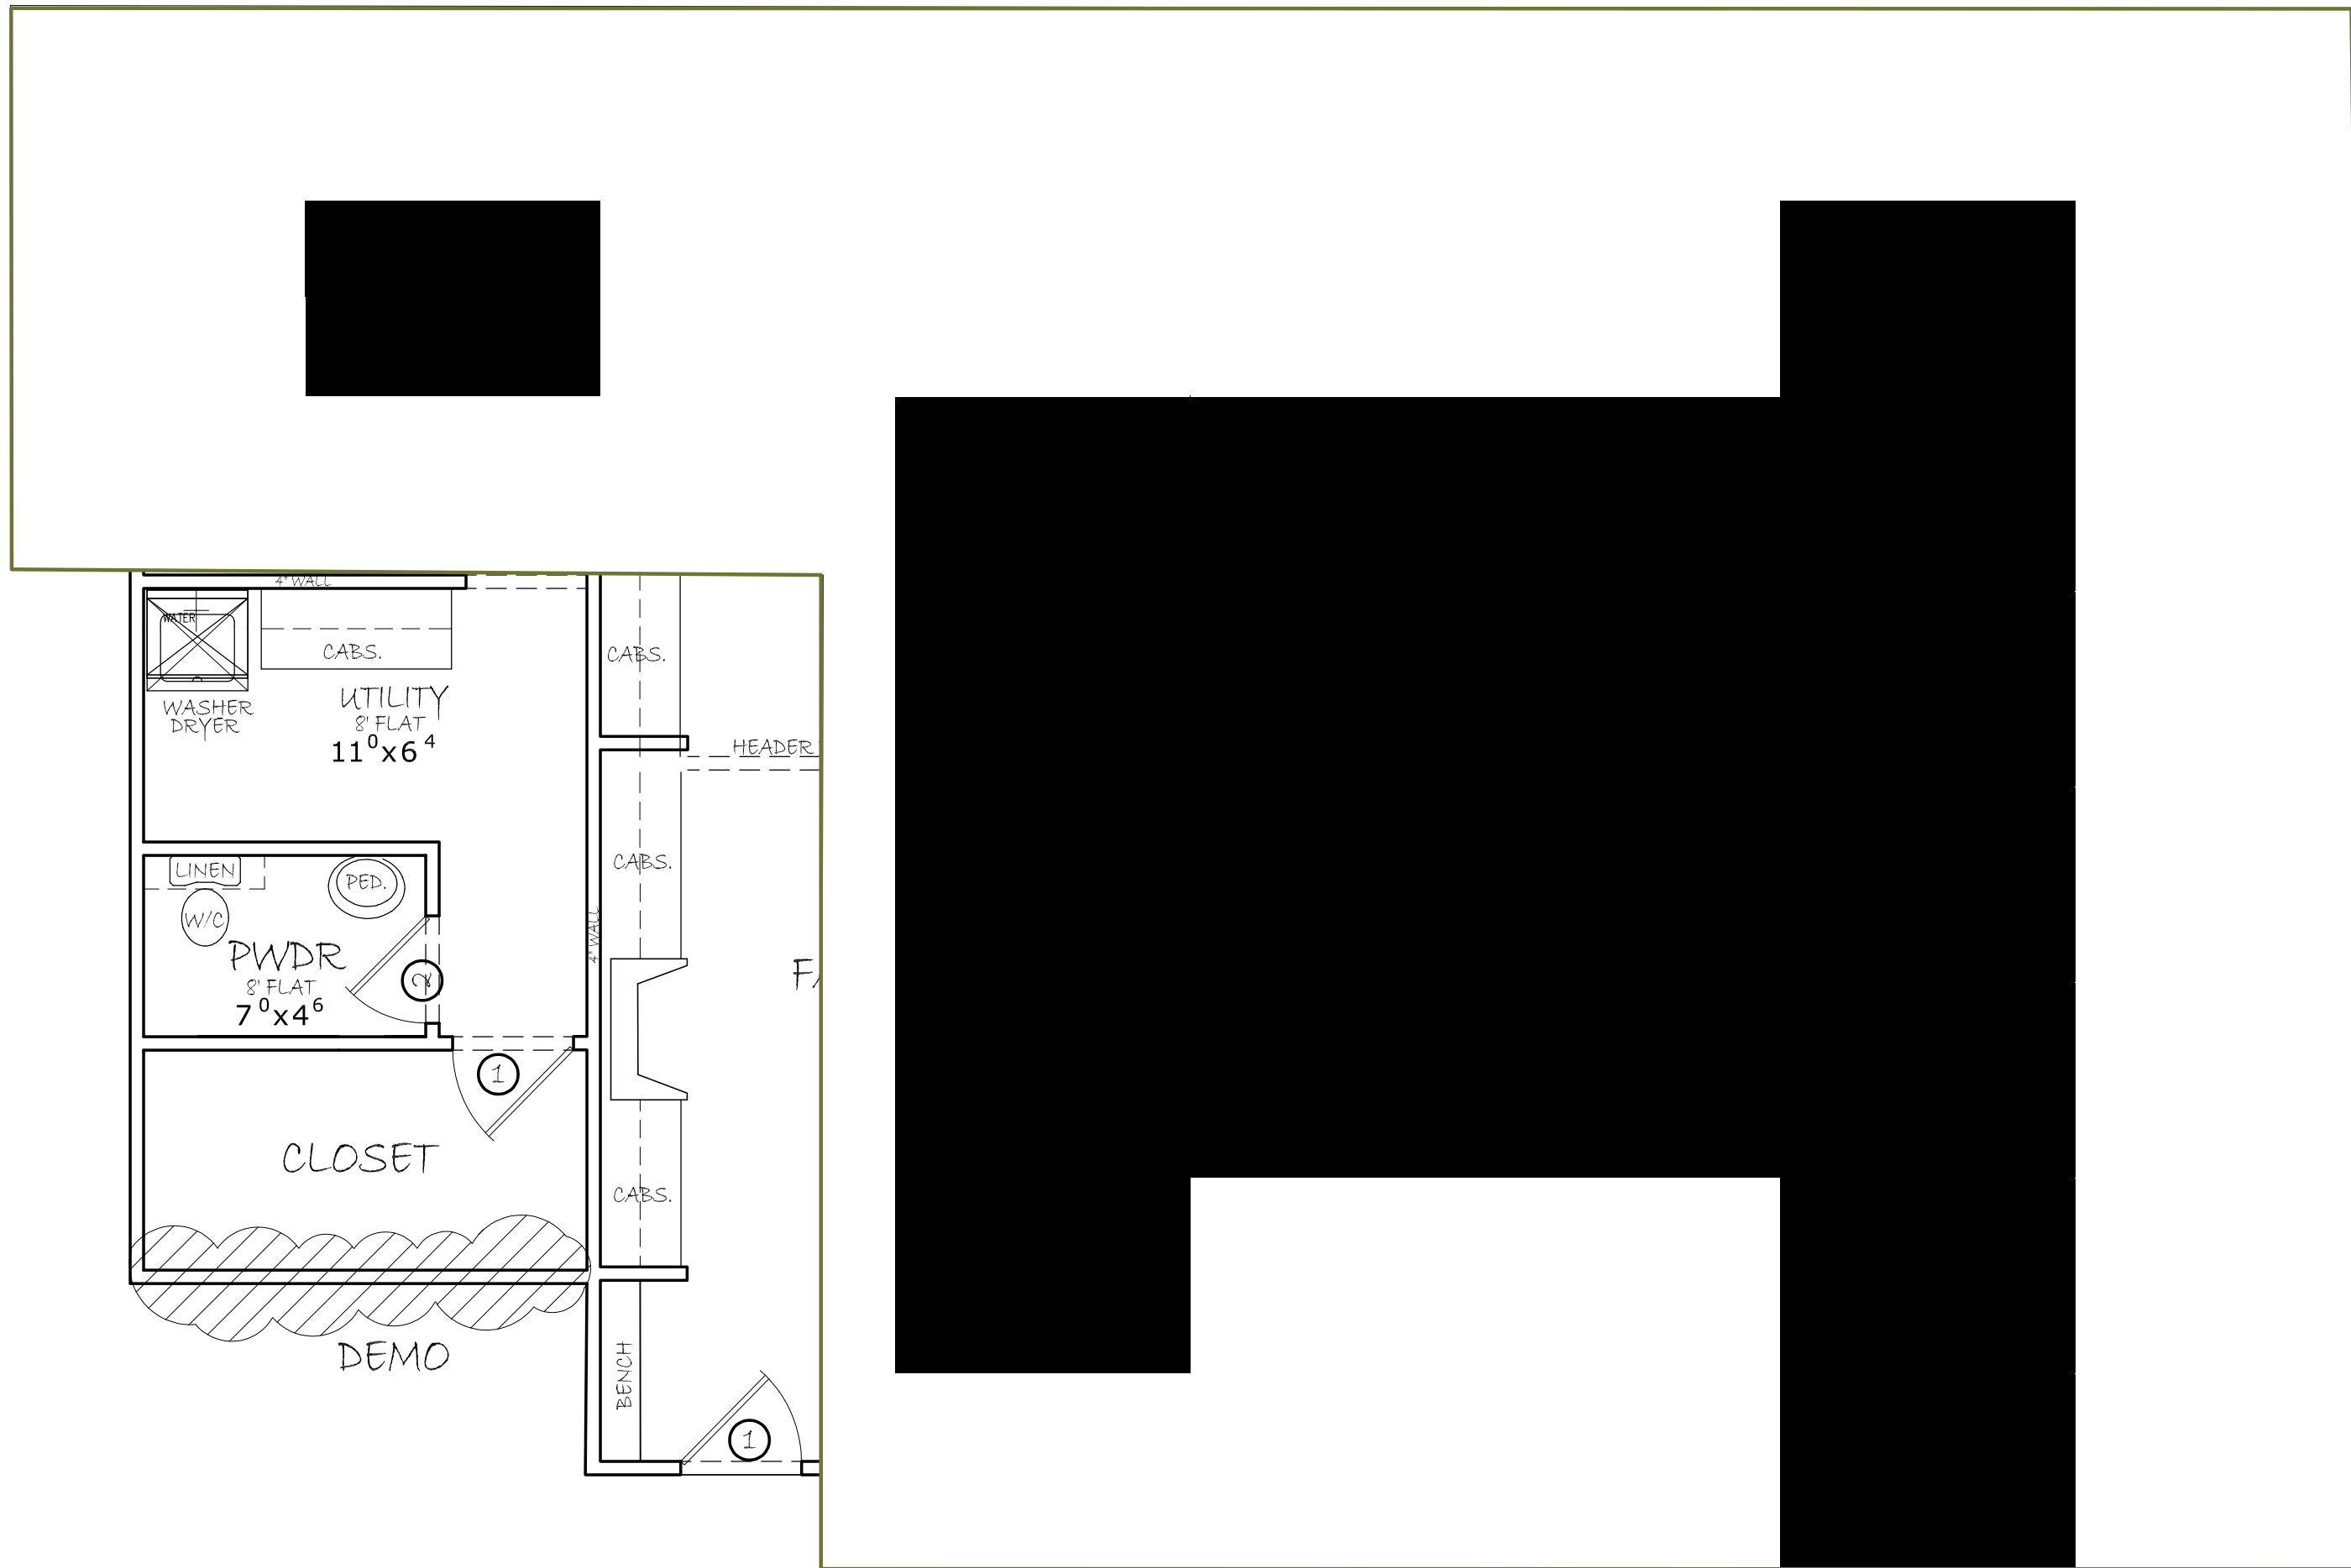 4" WALL
WATER
CABS.
CABS.
WASHER
DRYER
UTILITY
8' FLAT
11⁰x6⁴
HEADER
LINEN
PED.
CABS.
W/C
4" WALL
PWDR
8' FLAT
7⁰x4⁶
2
1
CLOSET
CABS.
DEMO
BENCH
1